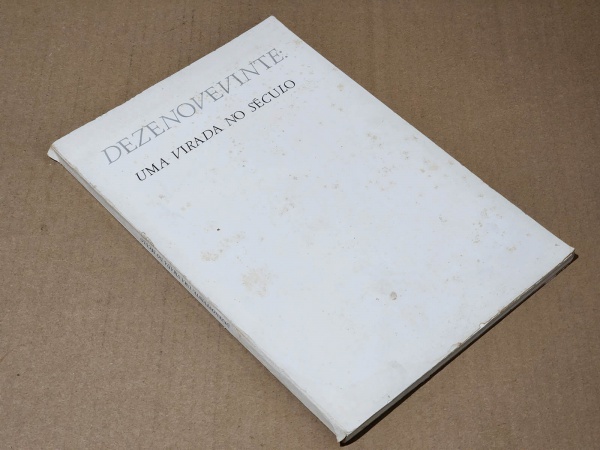 DEZENOVEVINTE:
UMA VIRADA NO SÉCULO